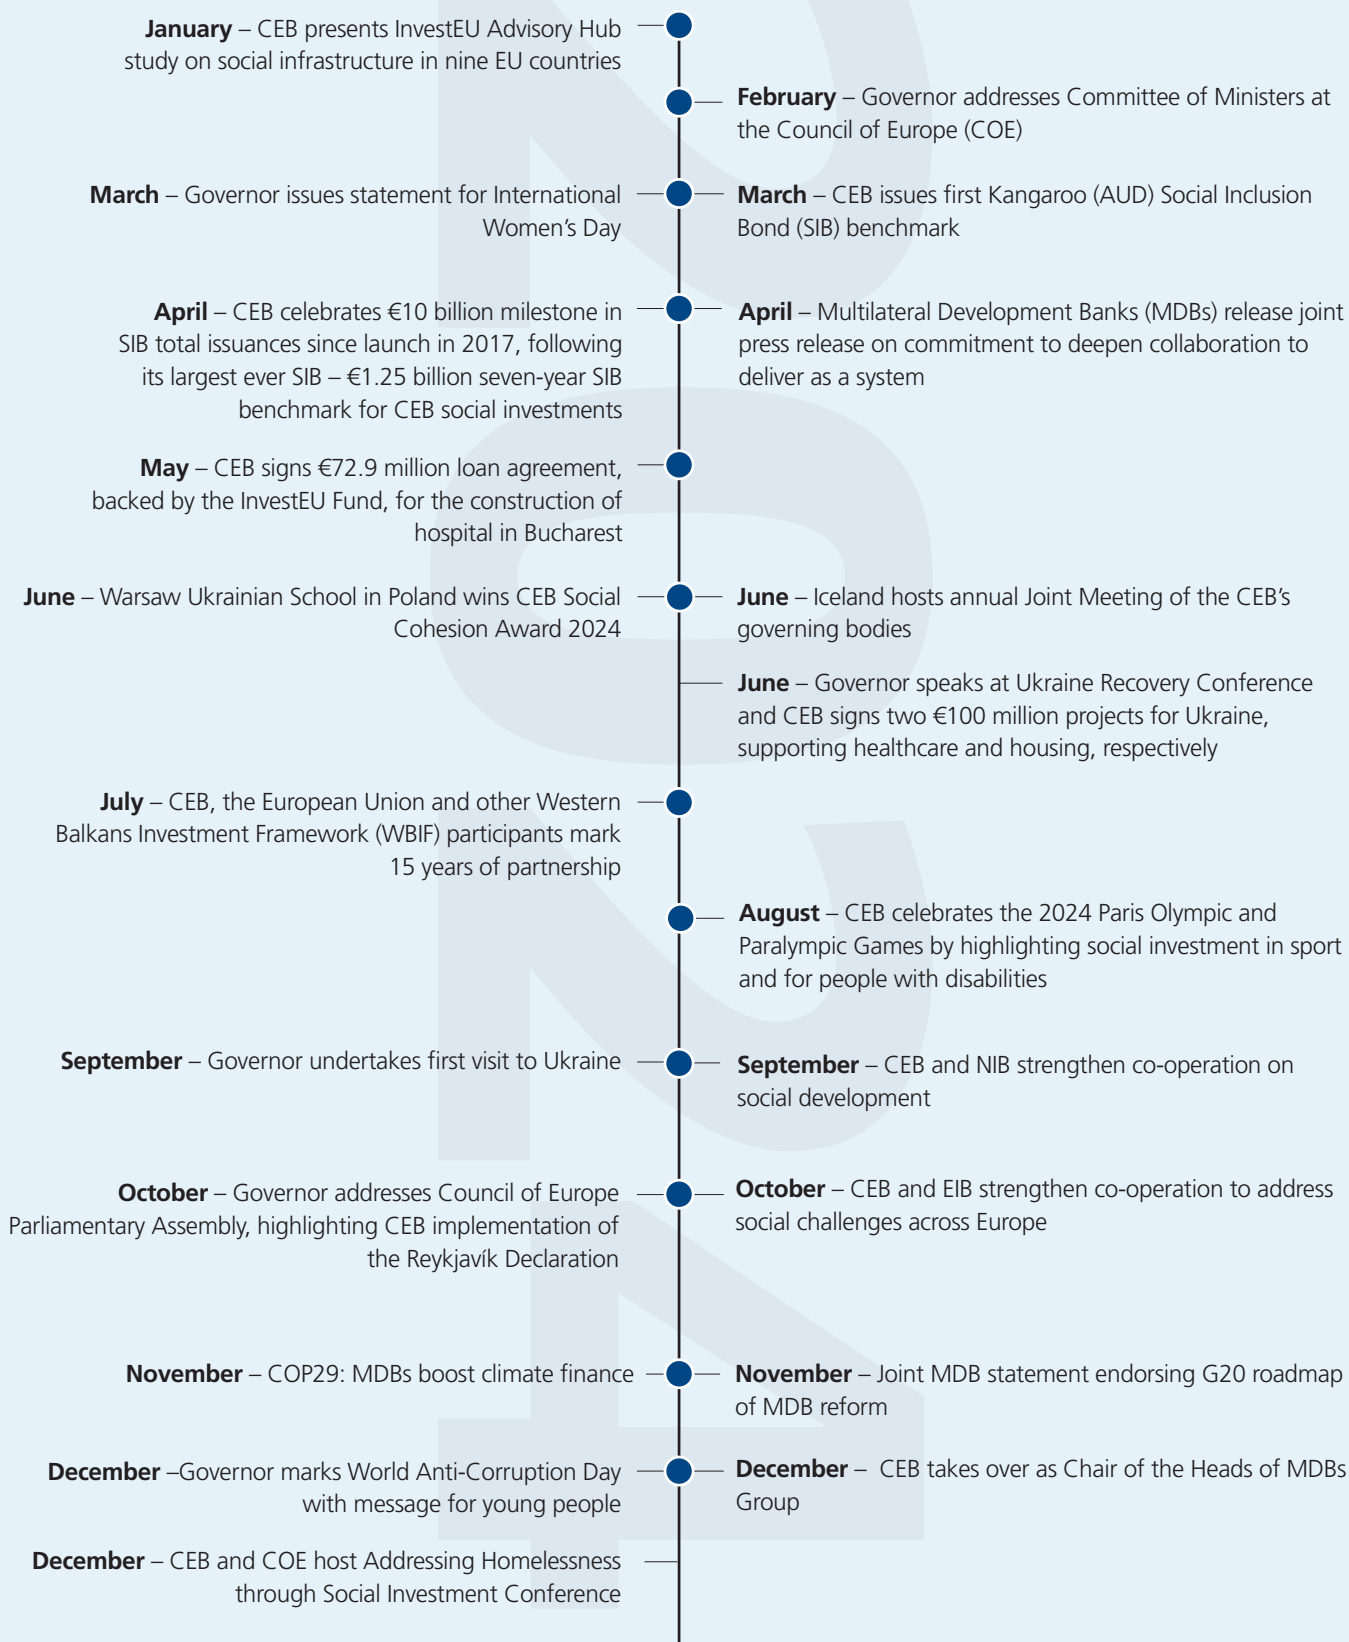 January – CEB presents InvestEU Advisory Hub
study on social infrastructure in nine EU countries
February – Governor addresses Committee of Ministers at
the Council of Europe (COE)
March – Governor issues statement for International
Women’s Day
March – CEB issues first Kangaroo (AUD) Social Inclusion
Bond (SIB) benchmark
April – CEB celebrates €10 billion milestone in
SIB total issuances since launch in 2017, following
its largest ever SIB – €1.25 billion seven-year SIB
benchmark for CEB social investments
April – Multilateral Development Banks (MDBs) release joint
press release on commitment to deepen collaboration to
deliver as a system
May – CEB signs €72.9 million loan agreement,
backed by the InvestEU Fund, for the construction of
hospital in Bucharest
June – Warsaw Ukrainian School in Poland wins CEB Social
Cohesion Award 2024
June – Iceland hosts annual Joint Meeting of the CEB’s
governing bodies
June – Governor speaks at Ukraine Recovery Conference
and CEB signs two €100 million projects for Ukraine,
supporting healthcare and housing, respectively
July – CEB, the European Union and other Western
Balkans Investment Framework (WBIF) participants mark
15 years of partnership
August – CEB celebrates the 2024 Paris Olympic and
Paralympic Games by highlighting social investment in sport
and for people with disabilities
September – Governor undertakes first visit to Ukraine
September – CEB and NIB strengthen co-operation on
social development
October – Governor addresses Council of Europe
Parliamentary Assembly, highlighting CEB implementation of
the Reykjavík Declaration
October – CEB and EIB strengthen co-operation to address
social challenges across Europe
November – COP29: MDBs boost climate finance
November – Joint MDB statement endorsing G20 roadmap
of MDB reform
December –Governor marks World Anti-Corruption Day
with message for young people
December – CEB takes over as Chair of the Heads of MDBs
Group
December – CEB and COE host Addressing Homelessness
through Social Investment Conference
2024